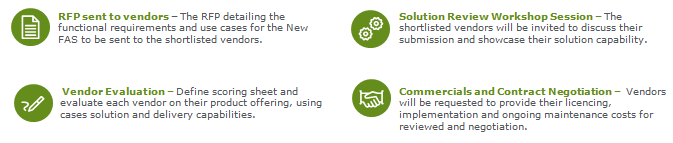 RFP sent to vendors – The RFP detailing the
functional requirements and use cases for the New
FAS to be sent to the shortlisted vendors.
Solution Review Workshop Session – The
shortlisted vendors will be invited to discuss their
submission and showcase their solution capability.
Vendor Evaluation – Define scoring sheet and
evaluate each vendor on their product offering, using
cases solution and delivery capabilities.
Commercials and Contract Negotiation – Vendors
will be requested to provide their licencing,
implementation and ongoing maintenance costs for
reviewed and negotiation.